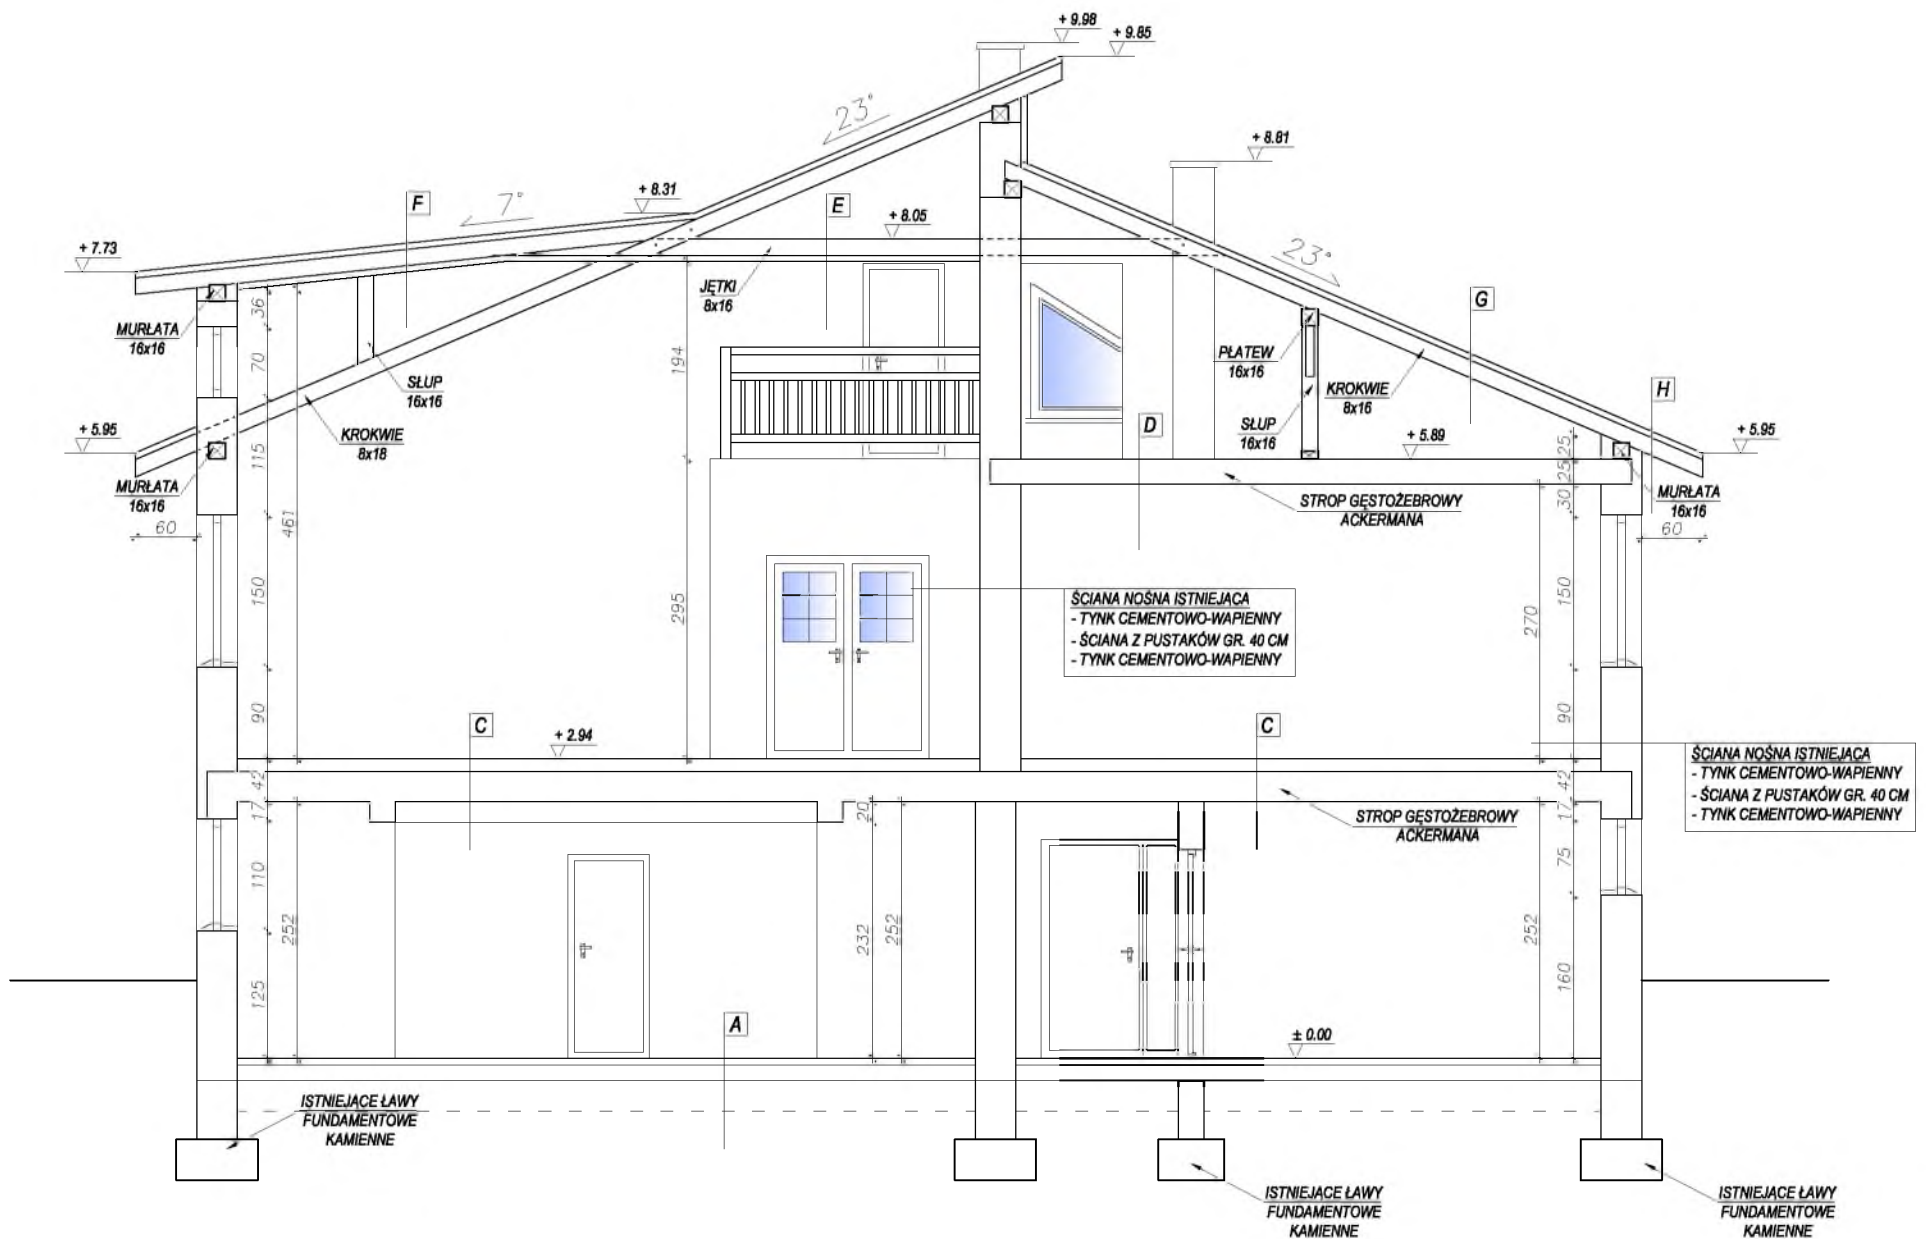 + 9.98
+ 9.85
23°
+ 8.81
+ 8.31
7°
F
E
+ 8.05
+ 7.73
23°
JĘTKI
8x16
G
36
MURŁATA
16x16
70
194
PŁATEW
16x16
SŁUP
16x16
KROKWIE
8x16
H
+ 5.95
KROKWIE
8x18
D
SŁUP
16x16
+ 5.89
+ 5.95
115
25
25
30
MURŁATA
16x16
MURŁATA
16x16
STROP GĘSTOŻEBROWY
ACKERMANA
60
461
60
150
295
ŚCIANA NOŚNA ISTNIEJĄCA
- TYNK CEMENTOWO-WAPIENNY
- ŚCIANA Z PUSTAKÓW GR. 40 CM
- TYNK CEMENTOWO-WAPIENNY
270
150
90
C
+ 2.94
C
90
ŚCIANA NOŚNA ISTNIEJĄCA
- TYNK CEMENTOWO-WAPIENNY
- ŚCIANA Z PUSTAKÓW GR. 40 CM
- TYNK CEMENTOWO-WAPIENNY
42
42
17
20
17
STROP GĘSTOŻEBROWY
ACKERMANA
110
75
252
232
252
252
125
160
A
± 0.00
ISTNIEJĄCE ŁAWY
FUNDAMENTOWE
KAMIENNE
ISTNIEJĄCE ŁAWY
FUNDAMENTOWE
KAMIENNE
ISTNIEJĄCE ŁAWY
FUNDAMENTOWE
KAMIENNE